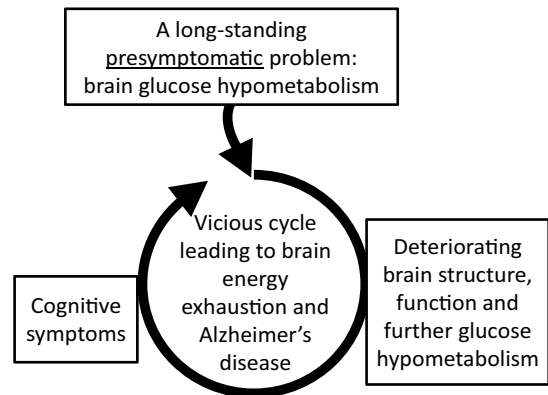 A long-standing
presymptomatic problem:
brain glucose hypometabolism
Vicious cycle
leading to brain
energy
exhaustion and
Alzheimer’s
disease
Deteriorating
brain structure,
function and
further glucose
hypometabolism
Cognitive
symptoms